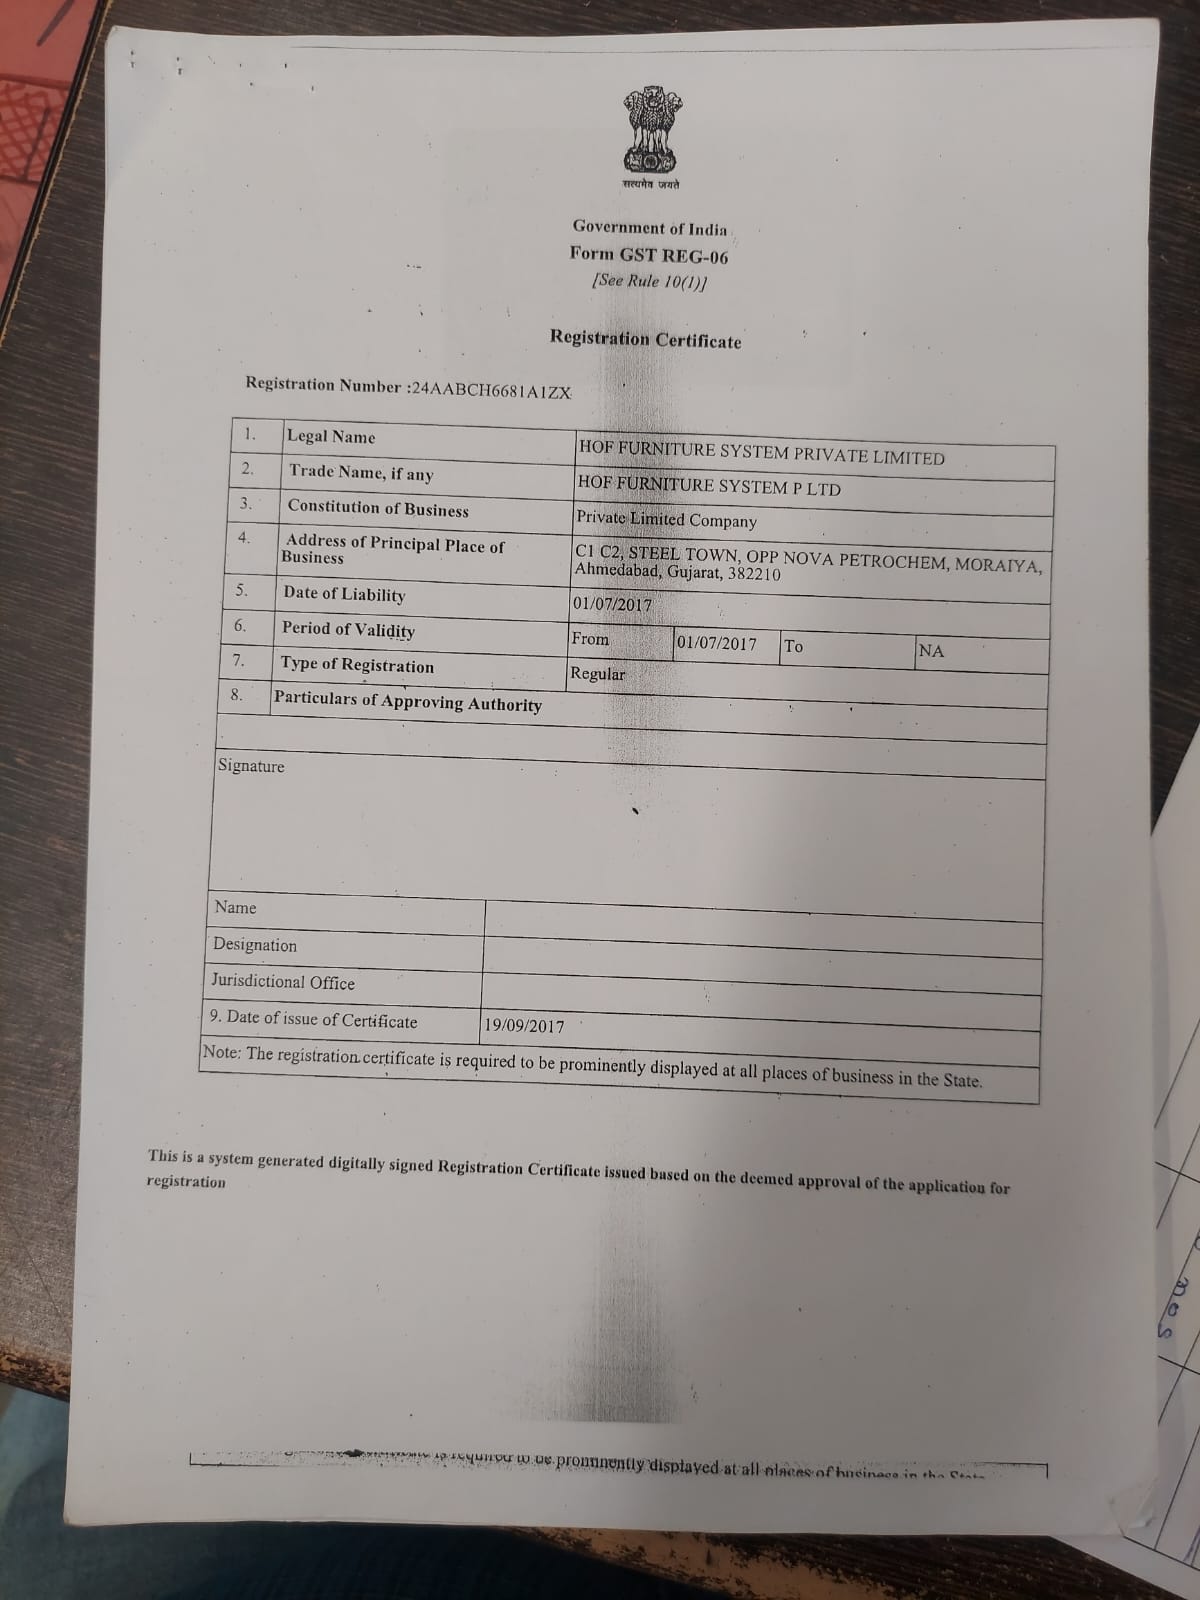 सत्यमेव जयते
Government of India
Form GST REG-06
[See Rule 10(1)]
Registration Certificate
Registration Number :24AABCH6681A1ZX
1. Legal Name HOF FURNITURE SYSTEM PRIVATE LIMITED
2. Trade Name, if any HOF FURNITURE SYSTEM P LTD
3. Constitution of Business Private Limited Company
4. Address of Principal Place of Business C1 C2, STEEL TOWN, OPP NOVA PETROCHEM, MORAIYA,
Ahmedabad, Gujarat, 382210
5. Date of Liability 01/07/2017
6. Period of Validity From 01/07/2017 To NA
7. Type of Registration Regular
8. Particulars of Approving Authority
Signature
Name
Designation
Jurisdictional Office
9. Date of issue of Certificate 19/09/2017
Note: The registration certificate is required to be prominently displayed at all places of business in the State.
This is a system generated digitally signed Registration Certificate issued based on the deemed approval of the application for
registration
is required to be prominently displayed at all places of business in the State